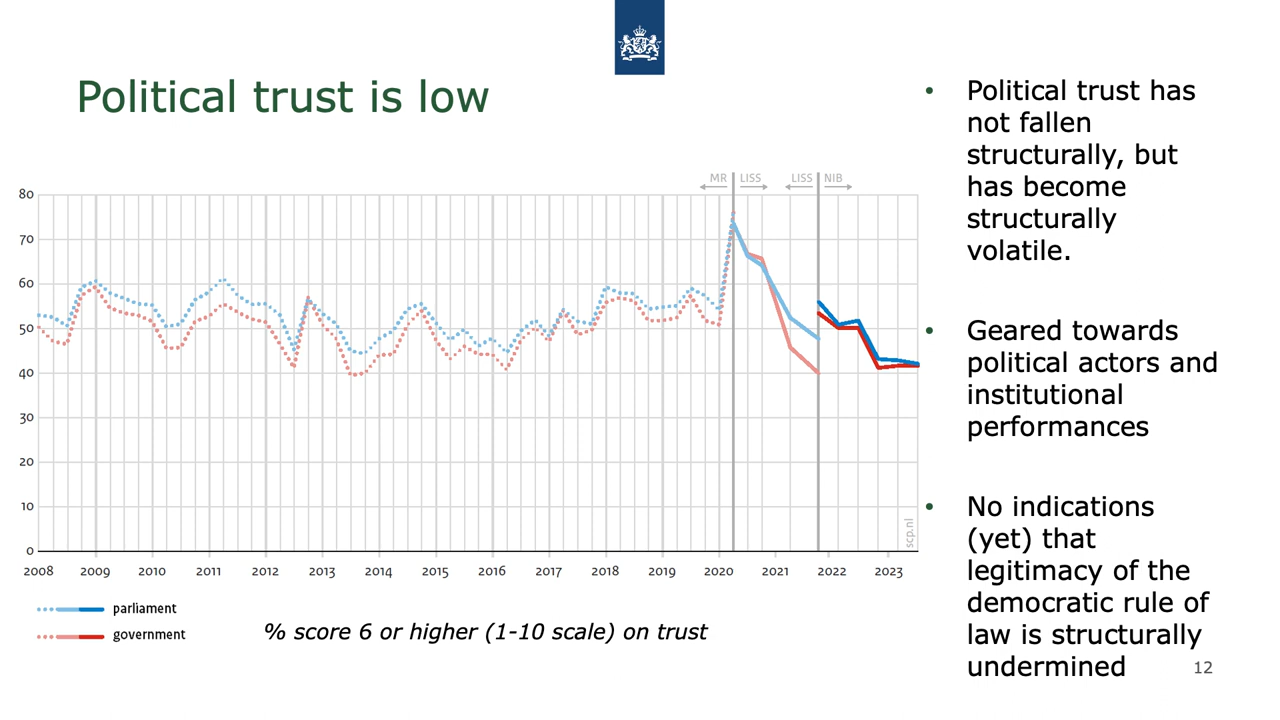 Political trust is low
MR LISS LISS NIB
80
70
60
50
40
30
20
10
0
2008 2009 2010 2011 2012 2013 2014 2015 2016 2017 2018 2019 2020 2021 2022 2023
scp.nl
parliament
government
% score 6 or higher (1-10 scale) on trust
• Political trust has
not fallen
structurally, but
has become
structurally
volatile.
• Geared towards
political actors and
institutional
performances
• No indications
(yet) that
legitimacy of the
democratic rule of
law is structurally
undermined
12